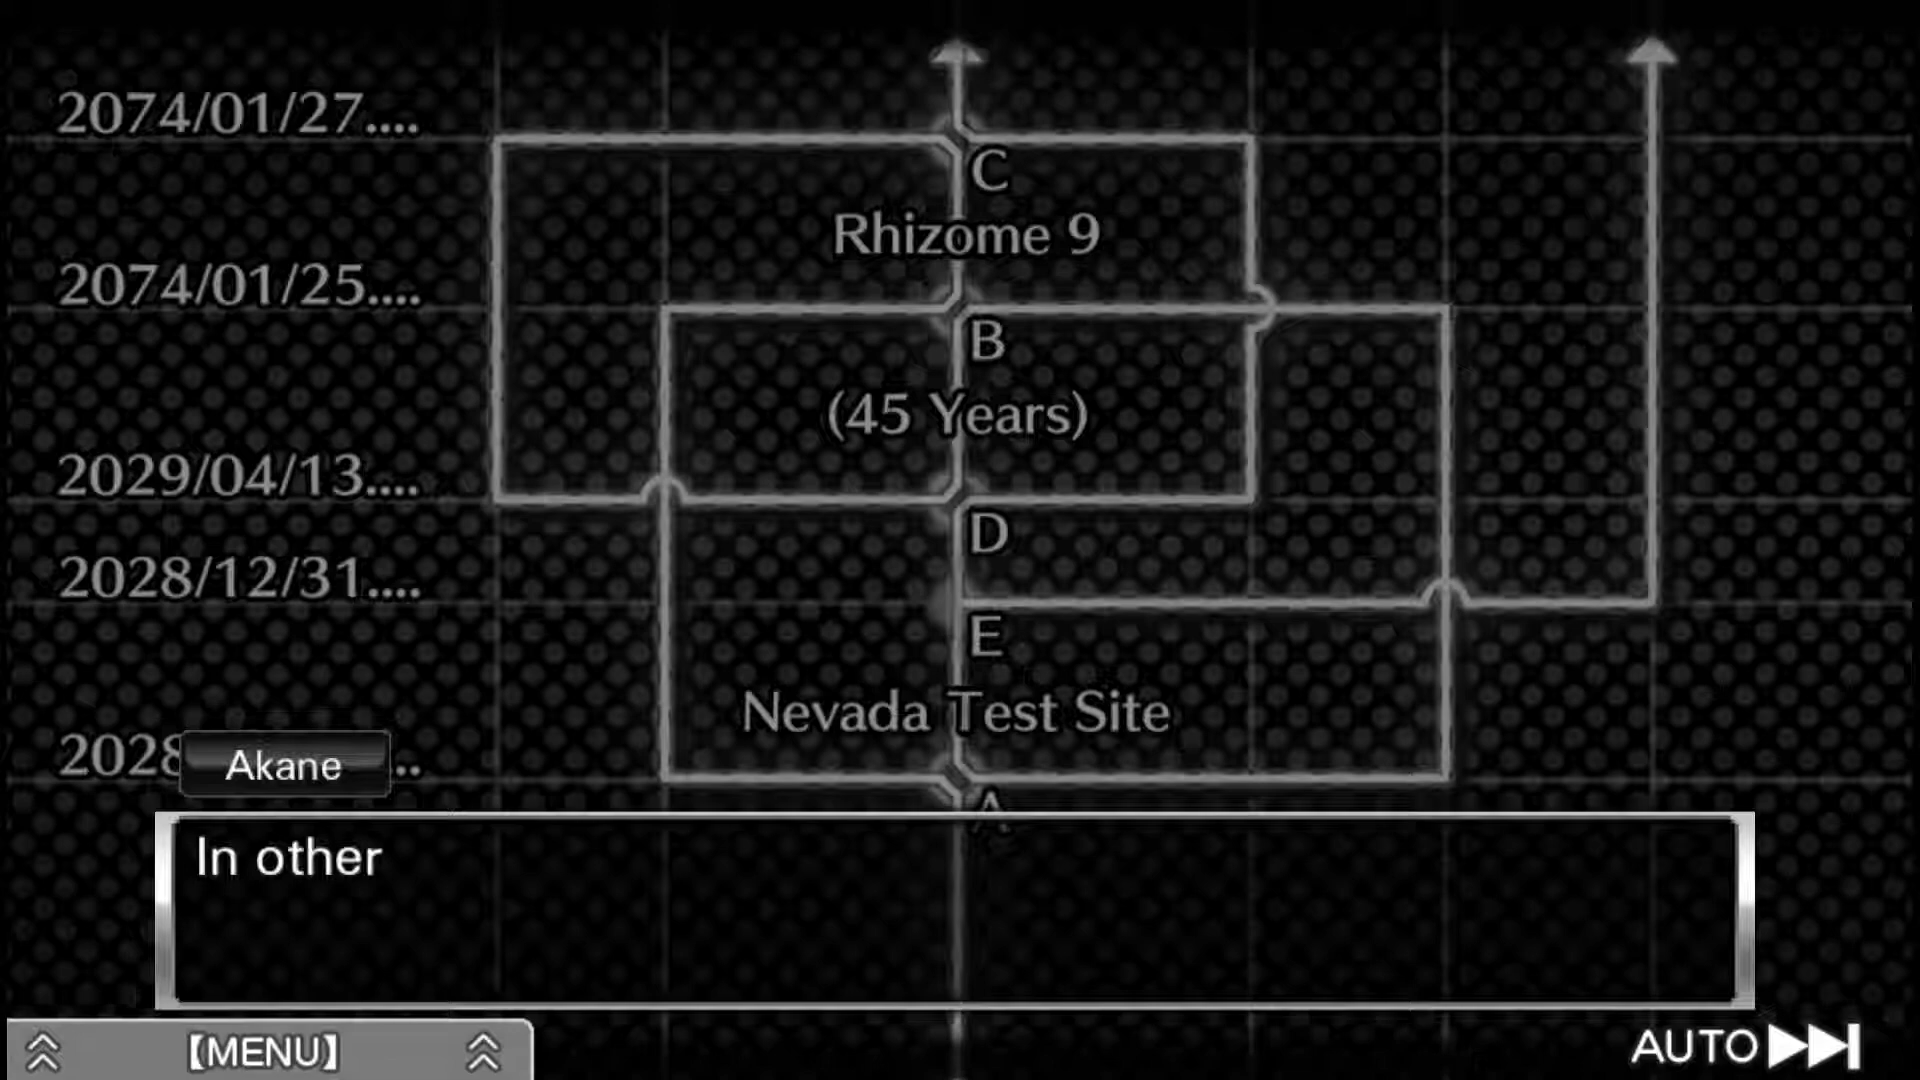 2074/01/27....
C
Rhizome 9
2074/01/25....
B
(45 Years)
2029/04/13....
D
2028/12/31....
E
Nevada Test Site
2028
..
Akane
A
In other
【MENU】
AUTO